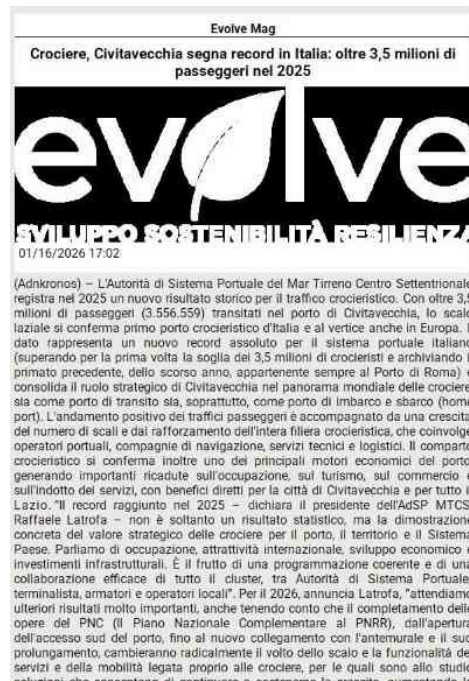 Evolve Mag
Crociere, Civitavecchia segna record in Italia: oltre 3,5 milioni di
passeggeri nel 2025
evolve
SVILUPPO SOSTENIBILITÀ RESILIENZA
01/16/2026 17:02
(Adnkronos) – L'Autorità di Sistema Portuale del Mar Tirreno Centro Settentrionale
registra nel 2025 un nuovo risultato storico per il traffico crocieristico. Con oltre 3,5
milioni di passeggeri (3.556.559) transitati nel porto di Civitavecchia, lo scalo
laziale si conferma primo porto crocieristico d'Italia e al vertice anche in Europa. I
dato rappresenta un nuovo record assoluto per il sistema portuale italiano
(superando per la prima volta la soglia dei 3,5 milioni di crocieristi e archiviando i
primato precedente, dello scorso anno, appartenente sempre al Porto di Roma) e
consolida il ruolo strategico di Civitavecchia nel panorama mondiale delle crociere
sia come porto di transito sia, soprattutto, come porto di imbarco e sbarco (home
port). L'andamento positivo dei traffici passeggeri è accompagnato da una crescita
del numero di scali e dal rafforzamento dell'intera filiera crocieristica, che coinvolge
operatori portuali, compagnie di navigazione, servizi tecnici e logistici. Il comparto
crocieristico si conferma inoltre uno dei principali motori economici del porto
generando importanti ricadute sull'occupazione, sul turismo, sul commercio e
sull'indotto dei servizi, con benefici diretti per la città di Civitavecchia e per tutto i
Lazio. "Il record raggiunto nel 2025 – dichiara il presidente dell'AdSP MTCS
Raffaele Latrofa – non è soltanto un risultato statistico, ma la dimostrazione
concreta del valore strategico delle crociere per il porto, il territorio e il Sistema
Paese. Parliamo di occupazione, attrattività internazionale, sviluppo economico e
investimenti infrastrutturali. È il frutto di una programmazione coerente e di una
collaborazione efficace di tutto il cluster, tra Autorità di Sistema Portuale
terminalista, armatori e operatori locali". Per il 2026, annuncia Latrofa, "attendiamo
ulteriori risultati molto importanti, anche tenendo conto che il completamento delle
opere del PNC (Il Piano Nazionale Complementare al PNRR), dall'apertura
dell'accesso sud del porto, fino al nuovo collegamento con l'antemurale e il suo
prolungamento, cambieranno radicalmente il volto dello scalo e la funzionalità dei
servizi e della mobilità legata proprio alle crociere, per le quali sono allo studio